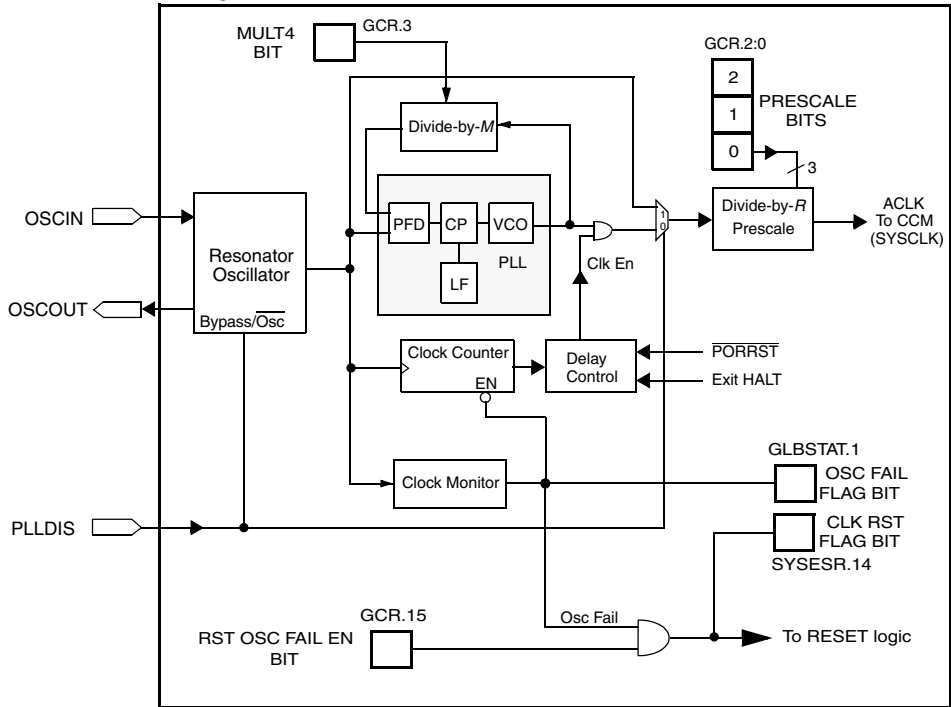 MULT4
BIT
GCR.3
GCR.2:0
2
1
0
PRESCALE
BITS
3
Divide-by-M
OSCIN
OSCOUT
Resonator
Oscillator
Bypass/Osc
PFD
CP
VCO
LF
PLL
Clk En
1
0
Divide-by-R
Prescale
ACLK
To CCM
(SYSCLK)
Clock Counter
EN
Delay
Control
PORRST
Exit HALT
Clock Monitor
GLBSTAT.1
OSC FAIL
FLAG BIT
PLLDIS
CLK RST
FLAG BIT
SYSESR.14
GCR.15
RST OSC FAIL EN
BIT
Osc Fail
To RESET logic